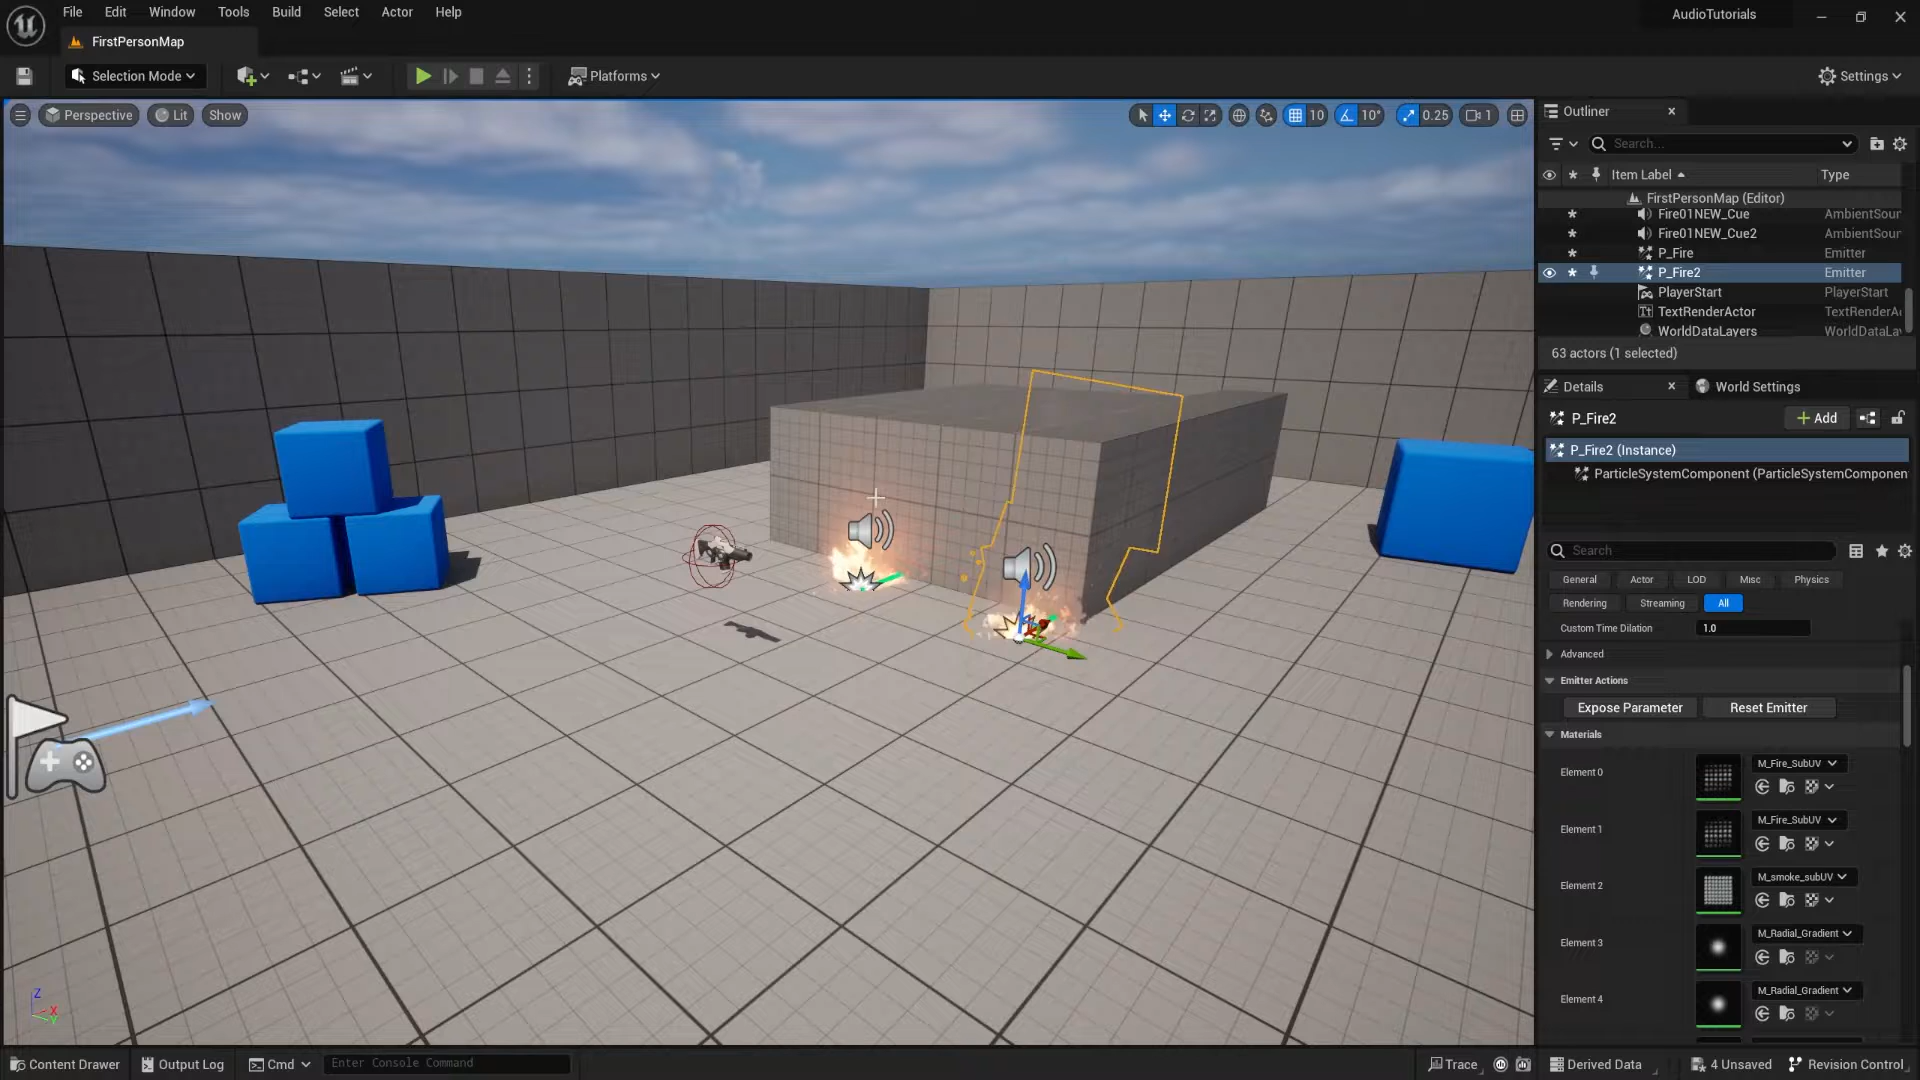 File Edit Window Tools Build Select Actor Help
AudioTutorials
FirstPersonMap
Selection Mode
Platforms
Settings
Perspective Lit Show
10 10° 0.25 1
Outliner
Search...
Item Label Type
FirstPersonMap (Editor)
Fire01NEW_Cue AmbientSoun
Fire01NEW_Cue2 AmbientSoun
P_Fire Emitter
P_Fire2 Emitter
PlayerStart PlayerStart
TextRenderActor TextRenderA
WorldDataLayers WorldDataLay
63 actors (1 selected)
Details World Settings
P_Fire2 Add
P_Fire2 (Instance)
ParticleSystemComponent (ParticleSystemComponen
Search
General Actor LOD Misc Physics
Rendering Streaming All
Custom Time Dilation 1.0
Advanced
Emitter Actions
Expose Parameter Reset Emitter
Materials
Element 0 M_Fire_SubUV
Element 1 M_Fire_SubUV
Element 2 M_smoke_subUV
Element 3 M_Radial_Gradient
Element 4 M_Radial_Gradient
Z
X
Y
Content Drawer Output Log Cmd Enter Console Command
Trace Derived Data 4 Unsaved Revision Control